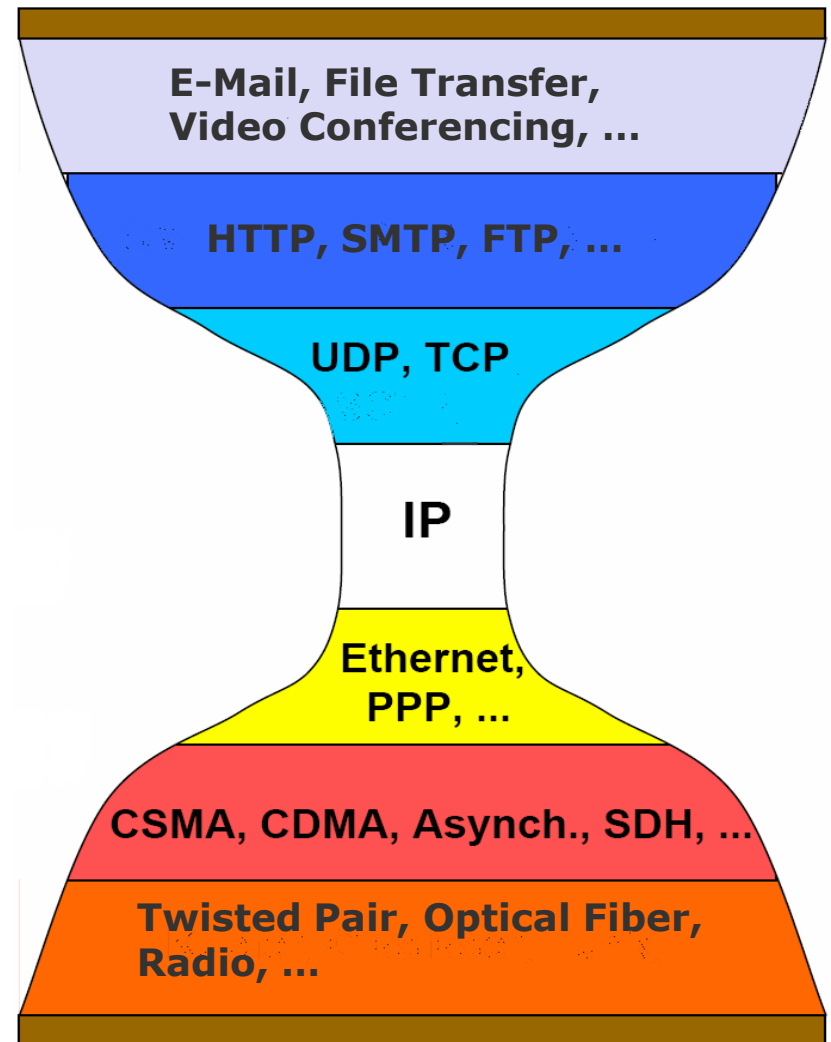 E-Mail, File Transfer,
Video Conferencing, ...
HTTP, SMTP, FTP, ...
UDP, TCP
IP
Ethernet,
PPP, ...
CSMA, CDMA, Asynch., SDH, ...
Twisted Pair, Optical Fiber,
Radio, ...